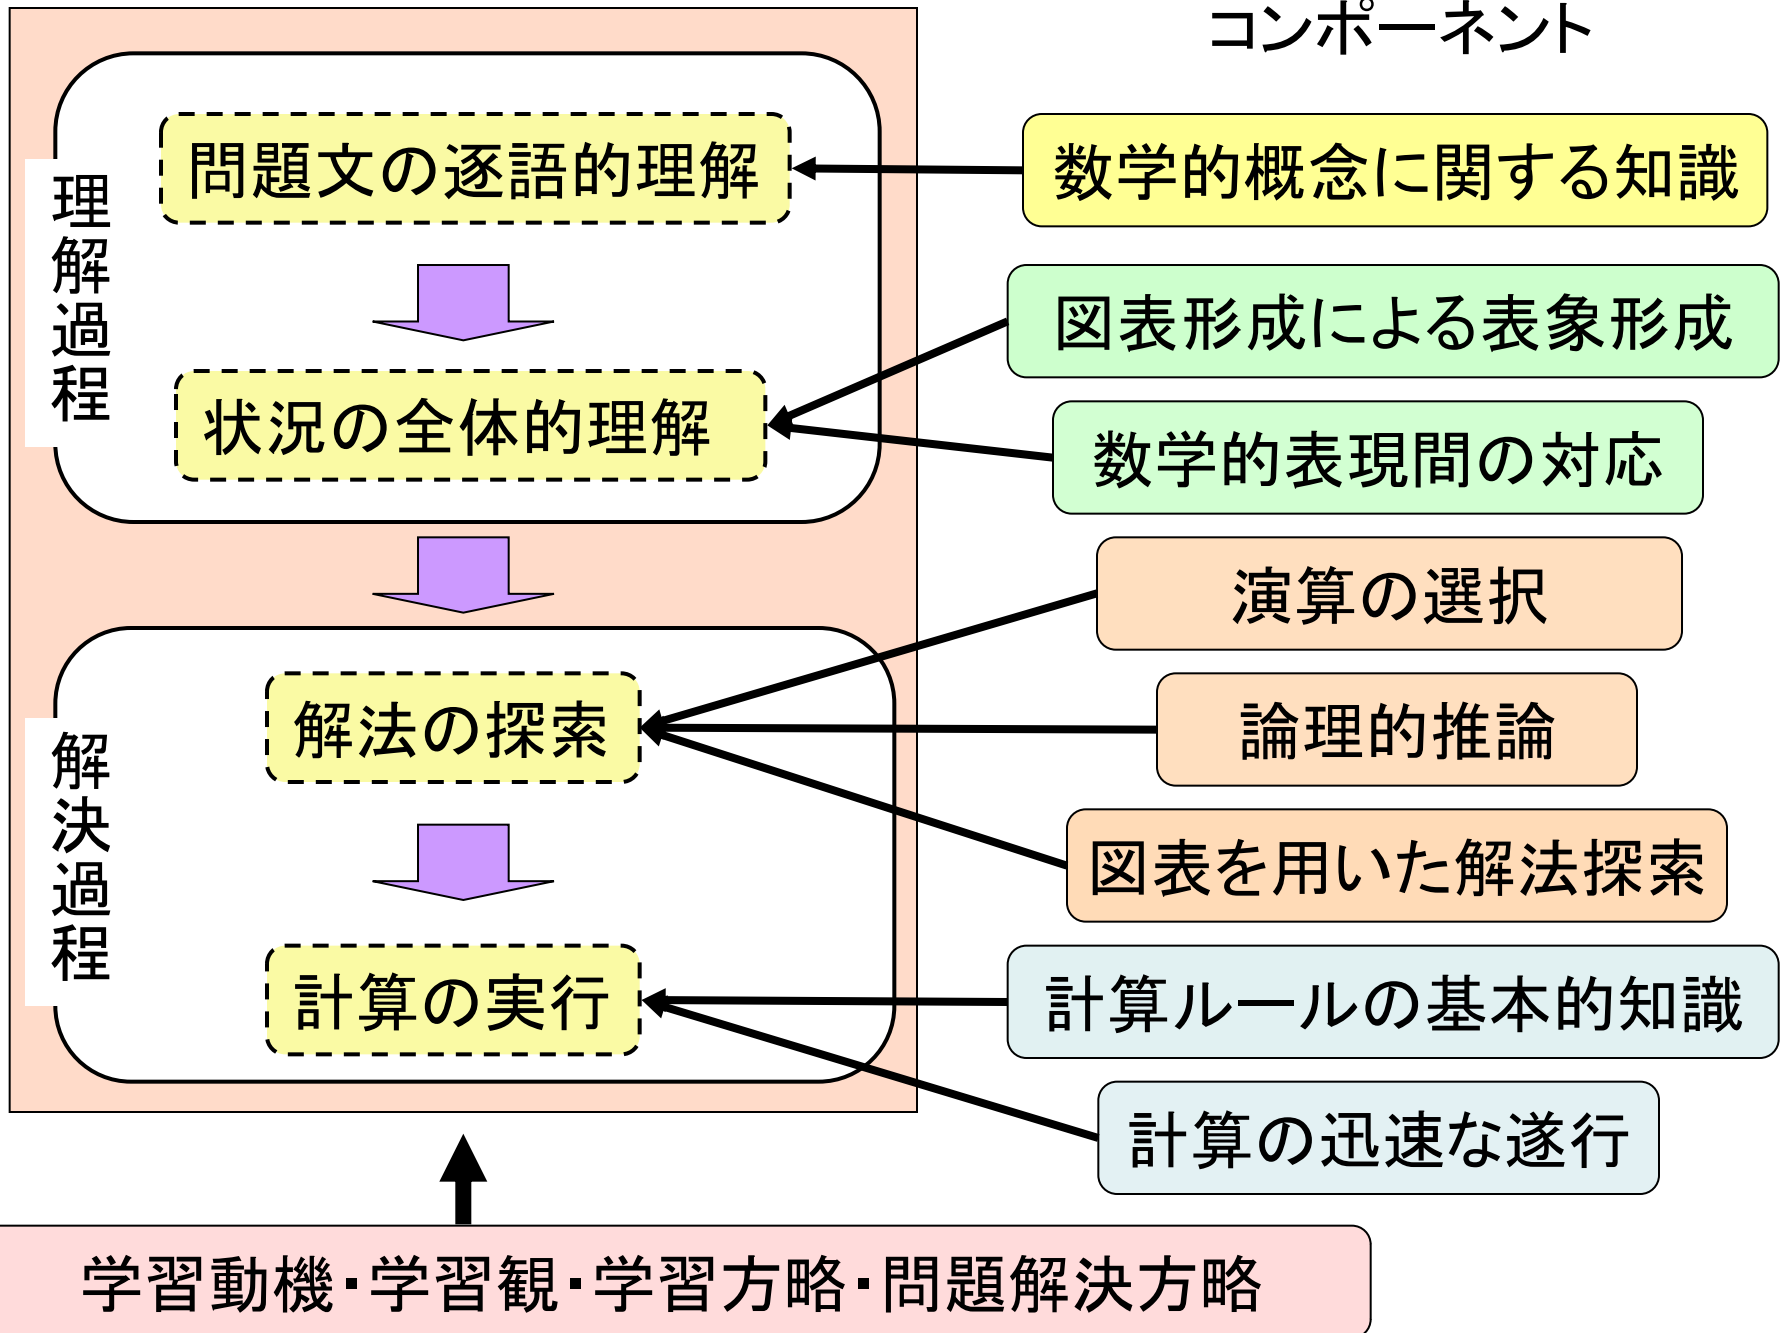 コンポーネント
理解過程
問題文の逐語的理解
状況の全体的理解
解決過程
解法の探索
計算の実行
数学的概念に関する知識
図表形成による表象形成
数学的表現間の対応
演算の選択
論理的推論
図表を用いた解法探索
計算ルールの基本的知識
計算の迅速な遂行
学習動機・学習観・学習方略・問題解決方略